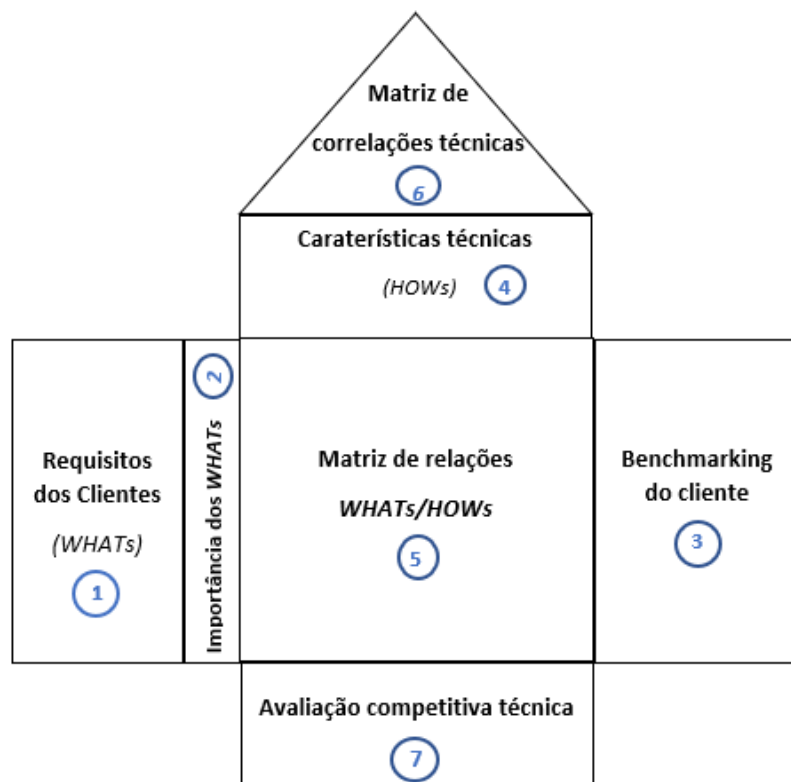 Matriz de
correlações técnicas
6
Caraterísticas técnicas
(HOWs) 4
Requisitos
dos Clientes
(WHATs)
1
2
Importância dos WHATs
Matriz de relações
WHATs/HOWs
5
Benchmarking
do cliente
3
Avaliação competitiva técnica
7